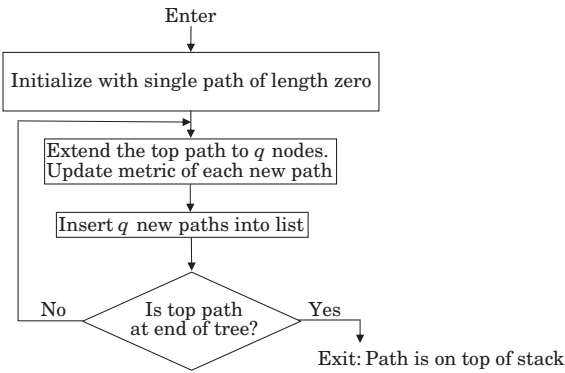 Enter
Initialize with single path of length zero
Extend the top path to q nodes.
Update metric of each new path
Insert q new paths into list
No
Is top path
at end of tree?
Yes
Exit: Path is on top of stack